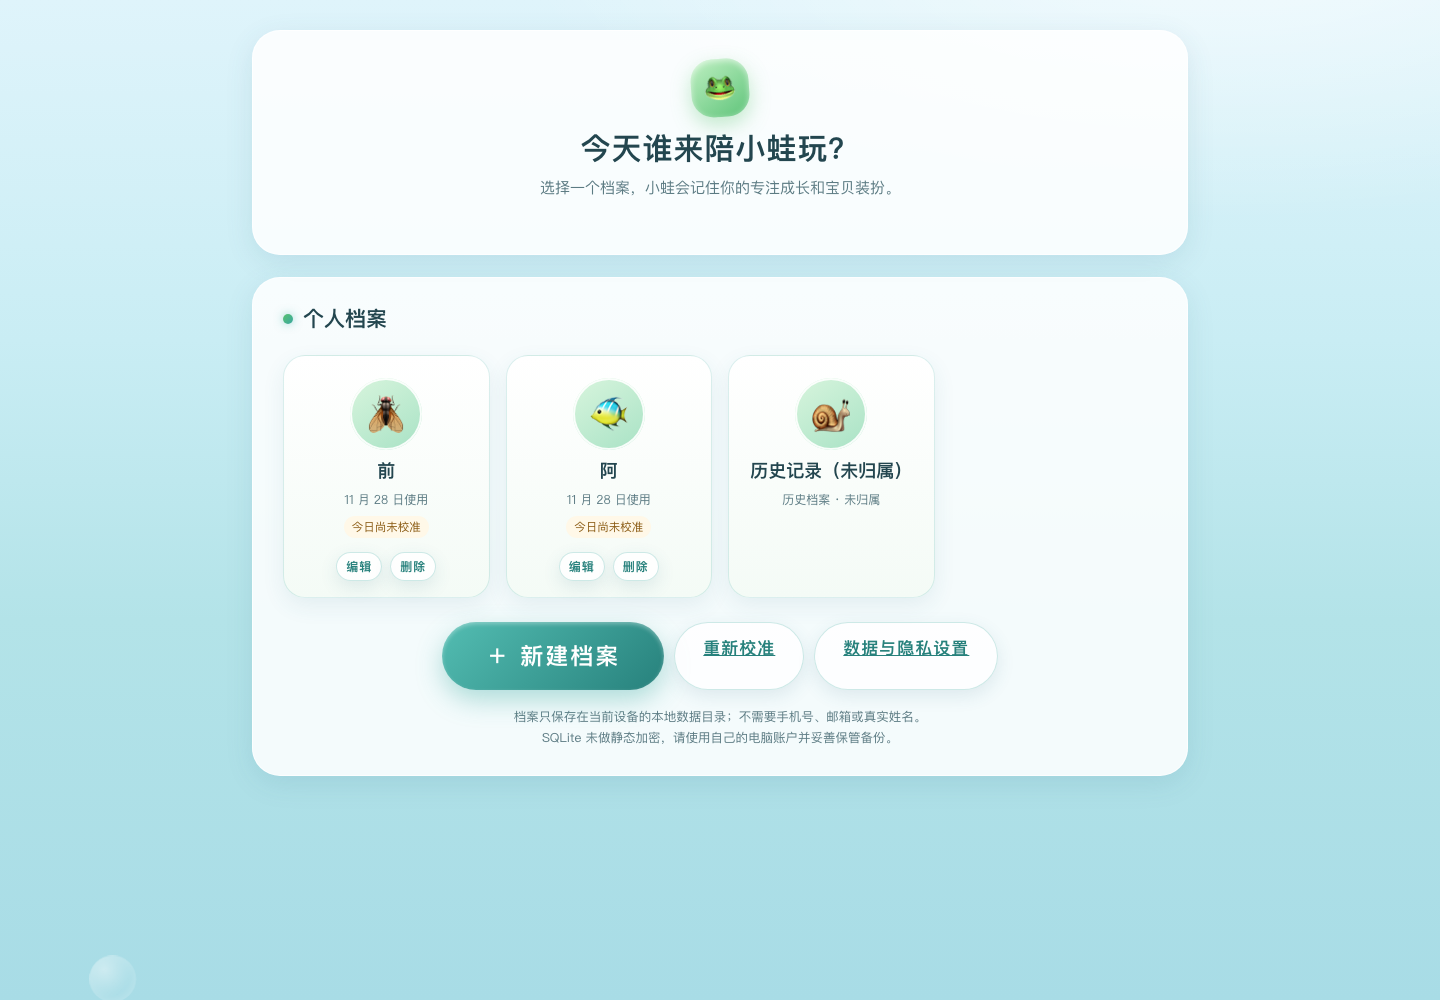 今天谁来陪小蛙玩？
选择一个档案，小蛙会记住你的专注成长和宝贝装扮。
个人档案
前
11 月 28 日使用
今日尚未校准
编辑 删除
阿
11 月 28 日使用
今日尚未校准
编辑 删除
历史记录（未归属）
历史档案 · 未归属
+ 新建档案
重新校准
数据与隐私设置
档案只保存在当前设备的本地数据目录；不需要手机号、邮箱或真实姓名。
SQLite 未做静态加密，请使用自己的电脑账户并妥善保管备份。